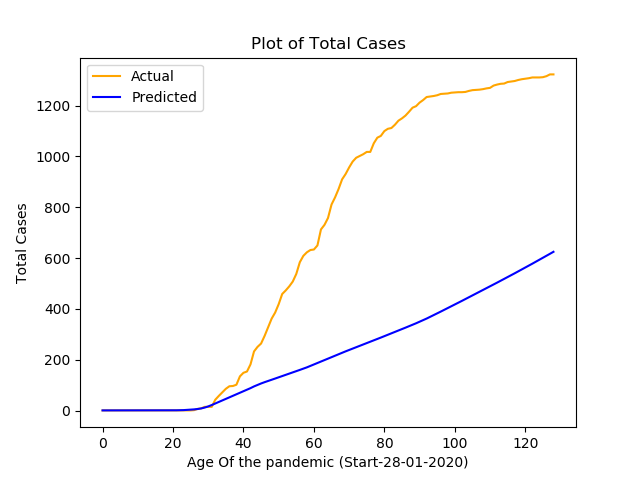 Plot of Total Cases
Actual
Predicted
1200
1000
800
600
400
200
0
Total Cases
0 20 40 60 80 100 120
Age Of the pandemic (Start-28-01-2020)